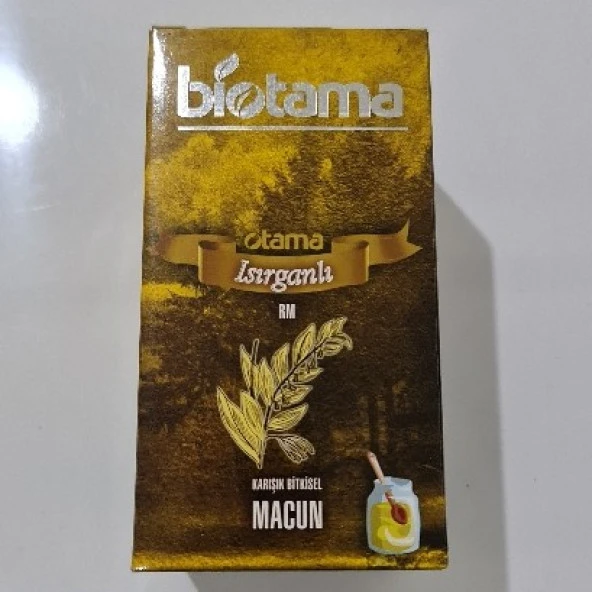 biotama
otama
Isırganlı
RM
KARIŞIK BİTKİSEL
MACUN